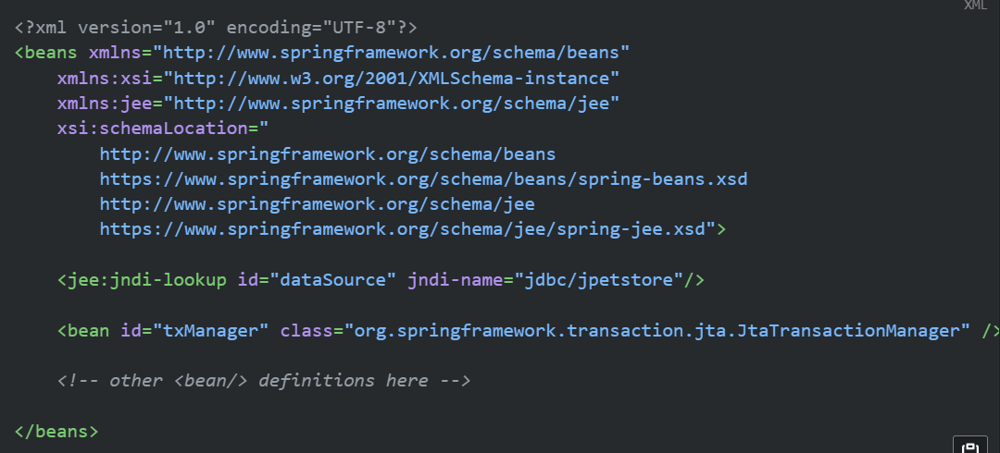 XML
<?xml version="1.0" encoding="UTF-8"?>
<beans xmlns="http://www.springframework.org/schema/beans"
    xmlns:xsi="http://www.w3.org/2001/XMLSchema-instance"
    xmlns:jee="http://www.springframework.org/schema/jee"
    xsi:schemaLocation="
        http://www.springframework.org/schema/beans
        https://www.springframework.org/schema/beans/spring-beans.xsd
        http://www.springframework.org/schema/jee
        https://www.springframework.org/schema/jee/spring-jee.xsd">
    <jee:jndi-lookup id="dataSource" jndi-name="jdbc/jpetstore"/>
    <bean id="txManager" class="org.springframework.transaction.jta.JtaTransactionManager" />
    <!-- other <bean/> definitions here -->
</beans>